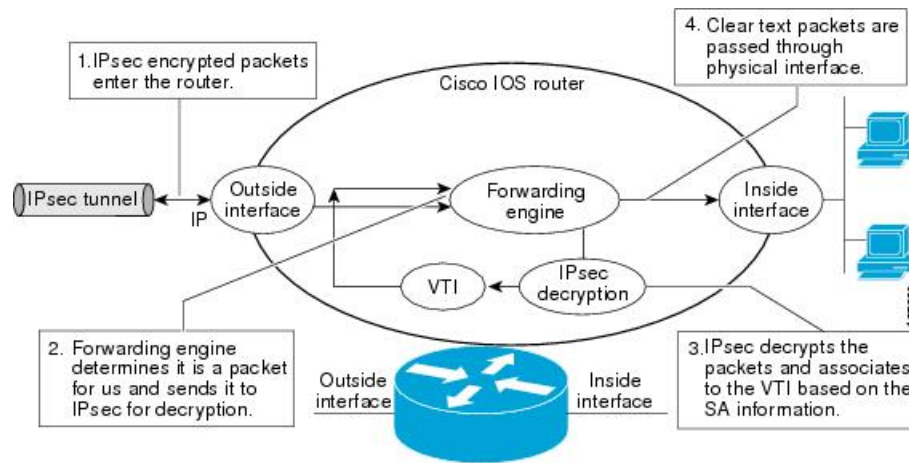 1. IPsec encrypted packets
enter the router.
4. Clear text packets are
passed through
physical interface.
Cisco IOS router
IPsec tunnel
IP
Outside
interface
Forwarding
engine
Inside
interface
VTI
IPsec
decryption
2. Forwarding engine
determines it is a packet
for us and sends it to
IPsec for decryption.
3. IPsec decrypts the
packets and associates
to the VTI based on the
SA information.
Outside
interface
Inside
interface